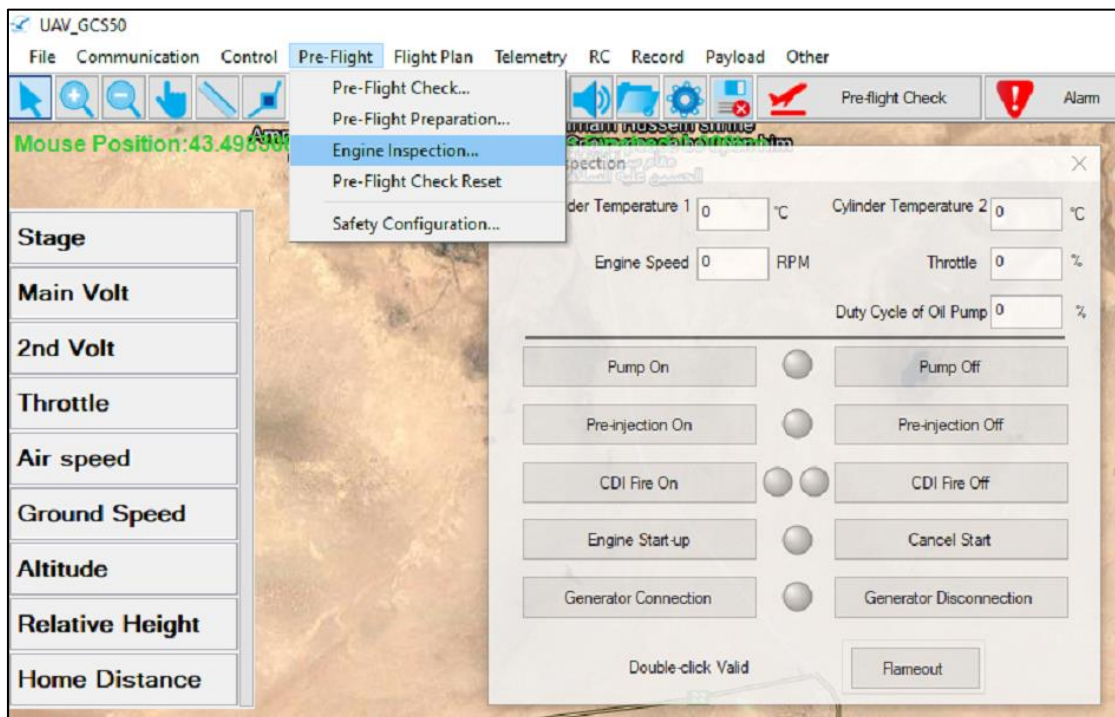 UAV_GCS50
File Communication Control Pre-Flight Flight Plan Telemetry RC Record Payload Other
Pre-Flight Check...
Pre-flight Check
Alarm
Pre-Flight Preparation...
Mouse Position:43.498
Engine Inspection...
pection
Pre-Flight Check Reset
Safety Configuration...
der Temperature 1 0 °C Cylinder Temperature 2 0 °C
Engine Speed 0 RPM Throttle 0 %
Duty Cycle of Oil Pump 0 %
Pump On Pump Off
Pre-injection On Pre-injection Off
CDI Fire On CDI Fire Off
Engine Start-up Cancel Start
Generator Connection Generator Disconnection
Double-click Valid Flameout
Stage
Main Volt
2nd Volt
Throttle
Air speed
Ground Speed
Altitude
Relative Height
Home Distance